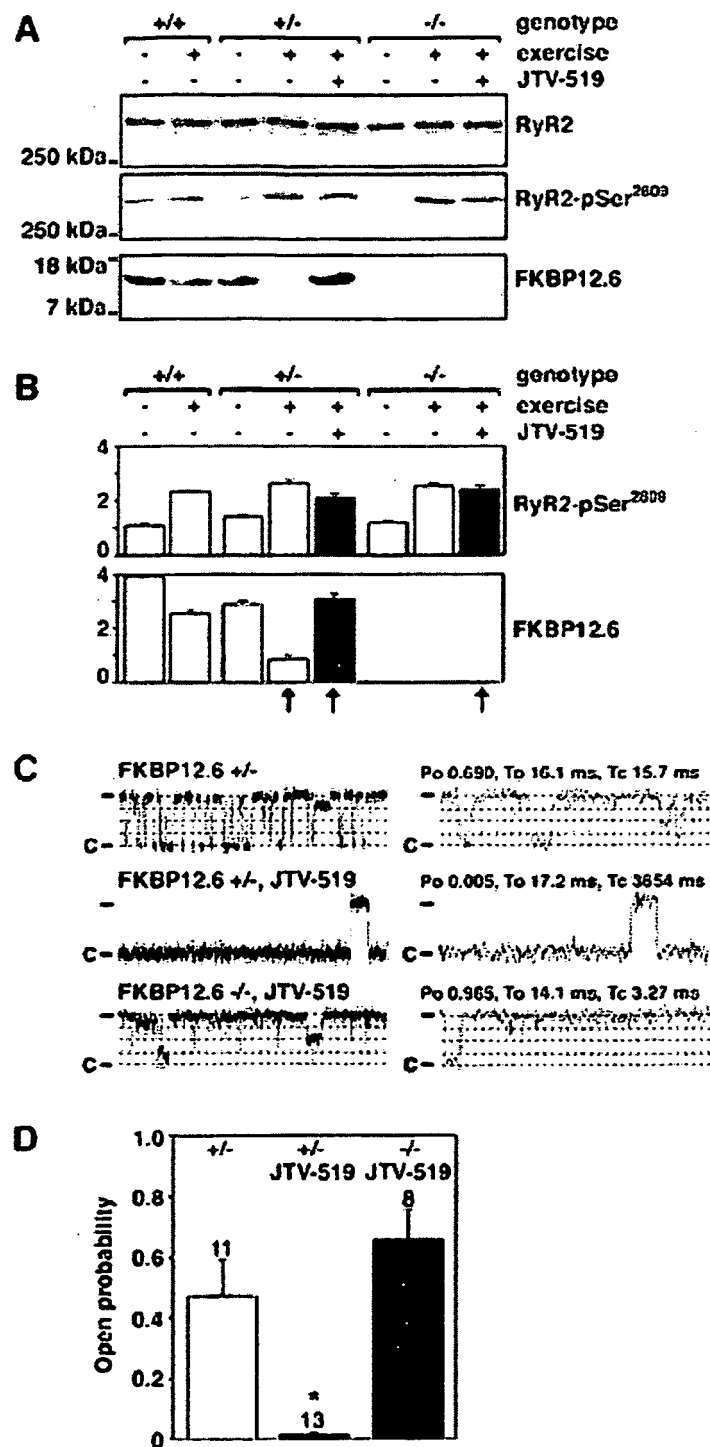 A
+/+ +/- -/- genotype
- + - + + - + + exercise
- - - - + - - + JTV-519
RyR2
250 kDa
RyR2-pSer2809
250 kDa
18 kDa
FKBP12.6
7 kDa
B
+/+ +/- -/- genotype
- + - + + - + + exercise
- - - - + - - + JTV-519
4
2
0
RyR2-pSer2809
4
2
0
FKBP12.6
C
FKBP12.6 +/- Po 0.690, To 16.1 ms, Tc 15.7 ms
C
C
FKBP12.6 +/-, JTV-519 Po 0.005, To 17.2 ms, Tc 3654 ms
C
C
FKBP12.6 -/-, JTV-519 Po 0.965, To 14.1 ms, Tc 3.27 ms
C
C
D
1.0
0.8
0.6
0.4
0.2
0
Open probability
+/- +/- -/-
JTV-519 JTV-519
11
*
13
8